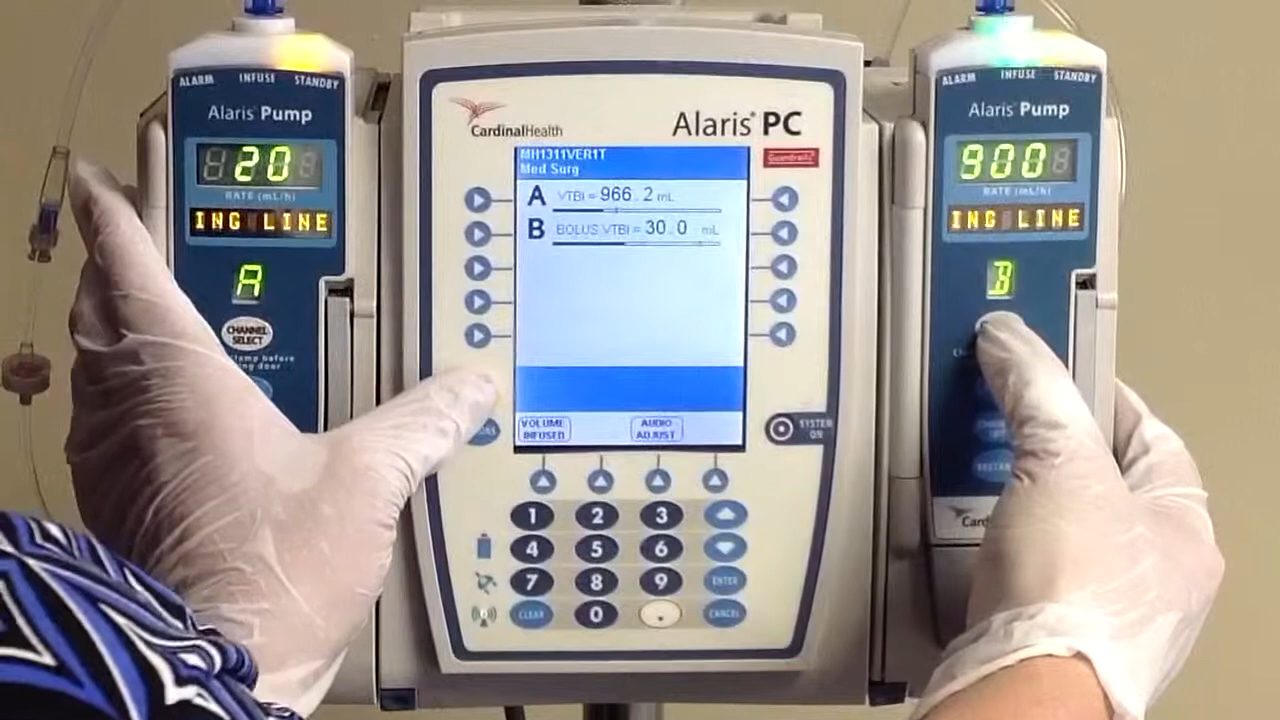 ALARM INFUSE STANDBY
Alaris® Pump
20
RATE (mL/h)
ING LINE
A
CHANNEL SELECT
CardinalHealth
Alaris® PC
Guardrails®
MH1311VER1T
Med Surg
A VTBI = 966.2 mL
B BOLUS VTBI = 30.0 mL
VOLUME INFUSED
AUDIO ADJUST
SYSTEM ON
1 2 3
4 5 6
7 8 9 ENTER
CLEAR 0 . CANCEL
ALARM INFUSE STANDBY
Alaris® Pump
900
RATE (mL/h)
ING LINE
B